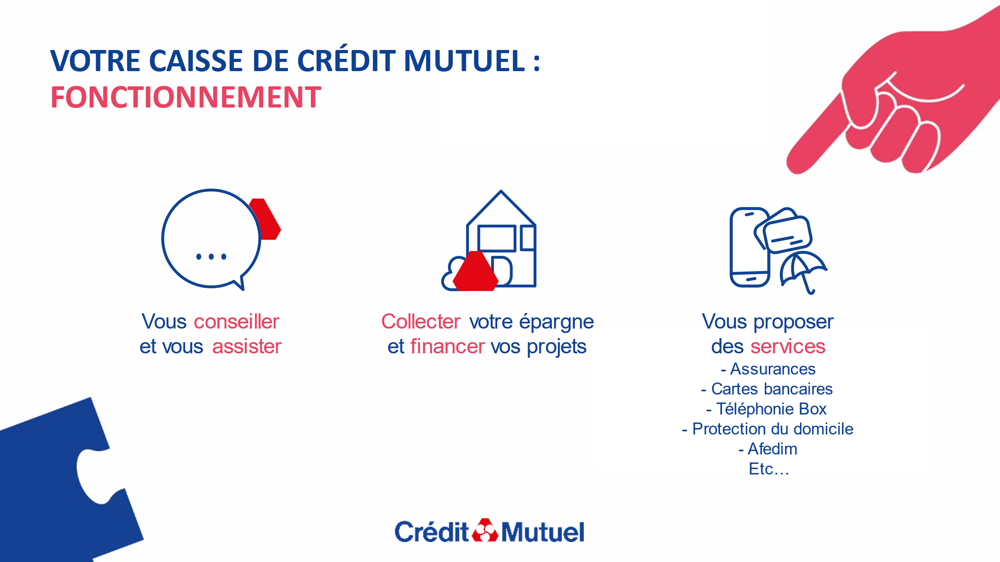 VOTRE CAISSE DE CRÉDIT MUTUEL :
FONCTIONNEMENT
Vous conseiller
et vous assister
Collecter votre épargne
et financer vos projets
Vous proposer
des services
- Assurances
- Cartes bancaires
- Téléphonie Box
- Protection du domicile
- Afedim
Etc…
Crédit Mutuel